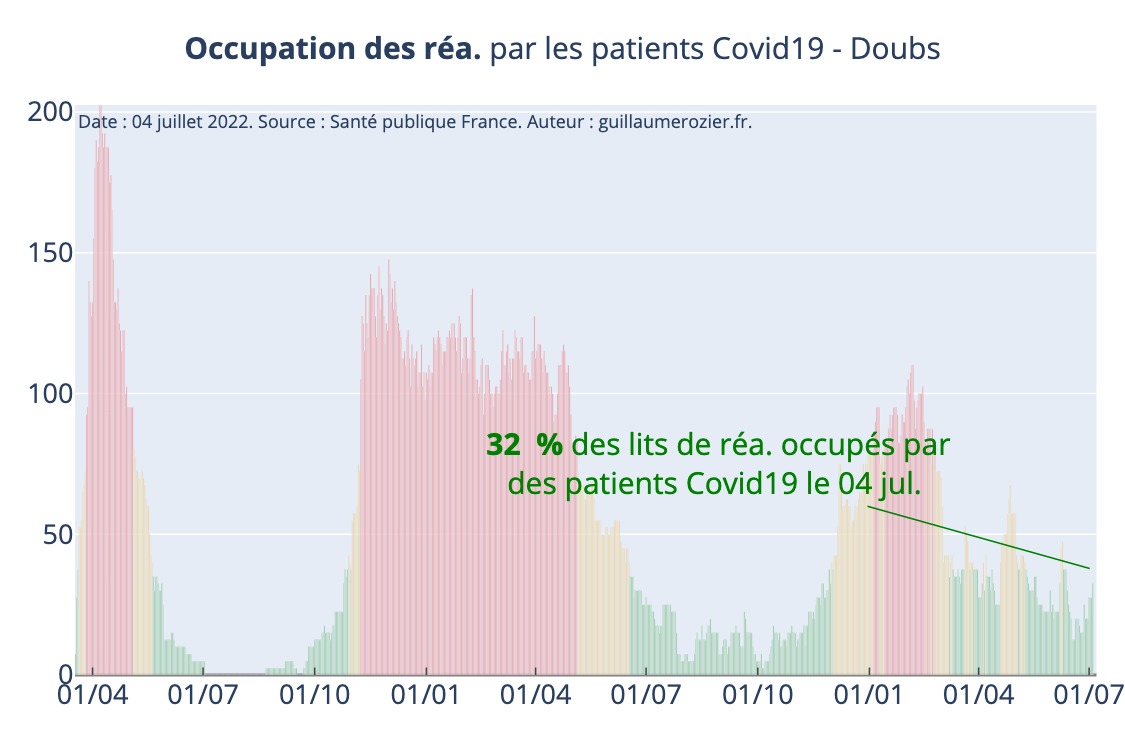 Occupation des réa. par les patients Covid19 - Doubs
200
Date : 04 juillet 2022. Source : Santé publique France. Auteur : guillaumerozier.fr.
150
100
32 % des lits de réa. occupés par
des patients Covid19 le 04 jul.
50
0
01/04 01/07 01/10 01/01 01/04 01/07 01/10 01/01 01/04 01/07